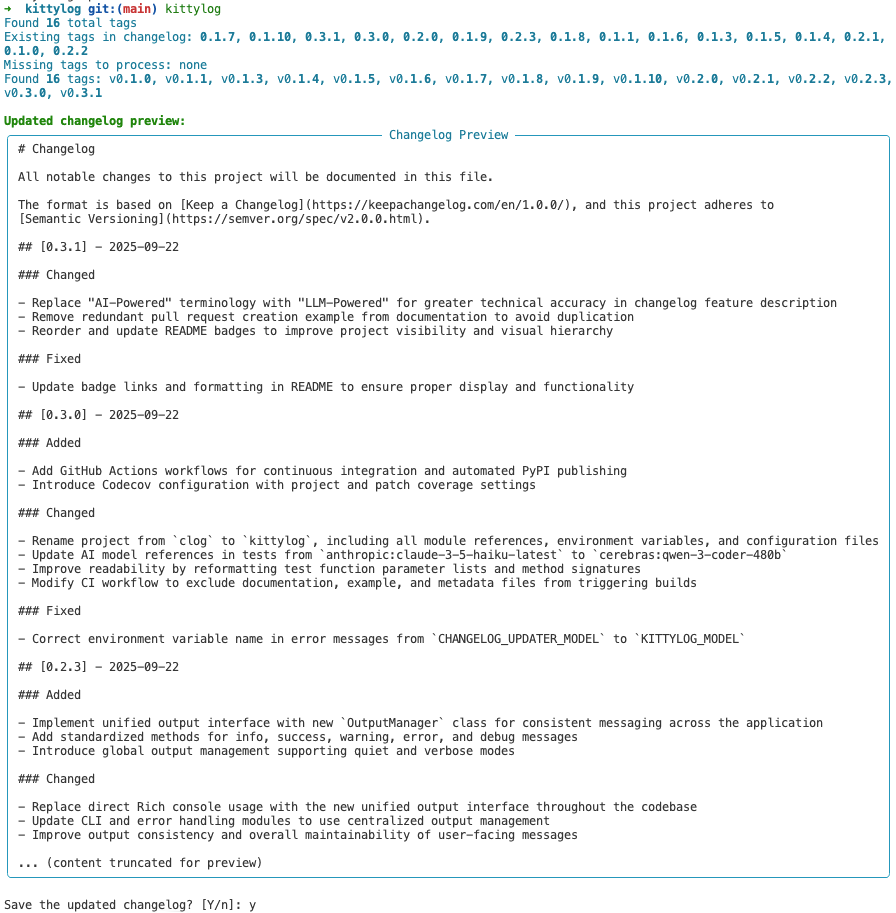 ➜  kittylog git:(main) kittylog
Found 16 total tags
Existing tags in changelog: 0.1.7, 0.1.10, 0.3.1, 0.3.0, 0.2.0, 0.1.9, 0.2.3, 0.1.8, 0.1.1, 0.1.6, 0.1.3, 0.1.5, 0.1.4, 0.2.1,
0.1.0, 0.2.2
Missing tags to process: none
Found 16 tags: v0.1.0, v0.1.1, v0.1.3, v0.1.4, v0.1.5, v0.1.6, v0.1.7, v0.1.8, v0.1.9, v0.1.10, v0.2.0, v0.2.1, v0.2.2, v0.2.3,
v0.3.0, v0.3.1
Updated changelog preview:
Changelog Preview
# Changelog
All notable changes to this project will be documented in this file.
The format is based on [Keep a Changelog](https://keepachangelog.com/en/1.0.0/), and this project adheres to
[Semantic Versioning](https://semver.org/spec/v2.0.0.html).
## [0.3.1] - 2025-09-22
### Changed
- Replace "AI-Powered" terminology with "LLM-Powered" for greater technical accuracy in changelog feature description
- Remove redundant pull request creation example from documentation to avoid duplication
- Reorder and update README badges to improve project visibility and visual hierarchy
### Fixed
- Update badge links and formatting in README to ensure proper display and functionality
## [0.3.0] - 2025-09-22
### Added
- Add GitHub Actions workflows for continuous integration and automated PyPI publishing
- Introduce Codecov configuration with project and patch coverage settings
### Changed
- Rename project from `clog` to `kittylog`, including all module references, environment variables, and configuration files
- Update AI model references in tests from `anthropic:claude-3-5-haiku-latest` to `cerebras:qwen-3-coder-480b`
- Improve readability by reformatting test function parameter lists and method signatures
- Modify CI workflow to exclude documentation, example, and metadata files from triggering builds
### Fixed
- Correct environment variable name in error messages from `CHANGELOG_UPDATER_MODEL` to `KITTYLOG_MODEL`
## [0.2.3] - 2025-09-22
### Added
- Implement unified output interface with new `OutputManager` class for consistent messaging across the application
- Add standardized methods for info, success, warning, error, and debug messages
- Introduce global output management supporting quiet and verbose modes
### Changed
- Replace direct Rich console usage with the new unified output interface throughout the codebase
- Update CLI and error handling modules to use centralized output management
- Improve output consistency and overall maintainability of user-facing messages
... (content truncated for preview)
Save the updated changelog? [Y/n]: y